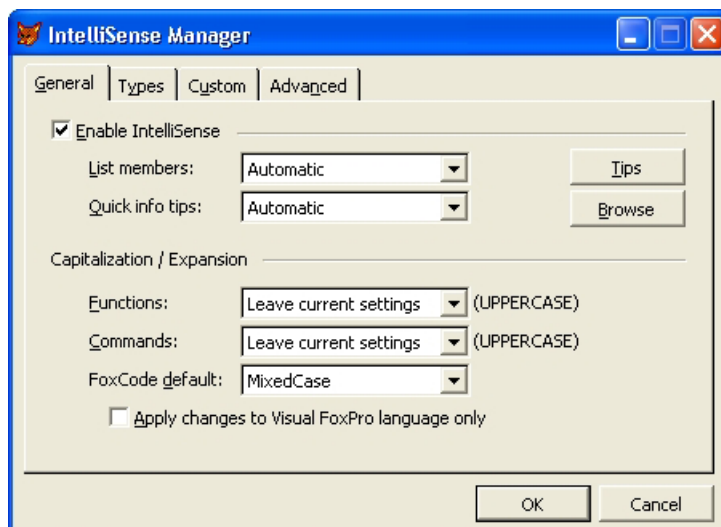 IntelliSense Manager
General Types Custom Advanced
Enable IntelliSense
List members: Automatic Tips
Quick info tips: Automatic Browse
Capitalization / Expansion
Functions: Leave current settings (UPPERCASE)
Commands: Leave current settings (UPPERCASE)
FoxCode default: MixedCase
Apply changes to Visual FoxPro language only
OK Cancel